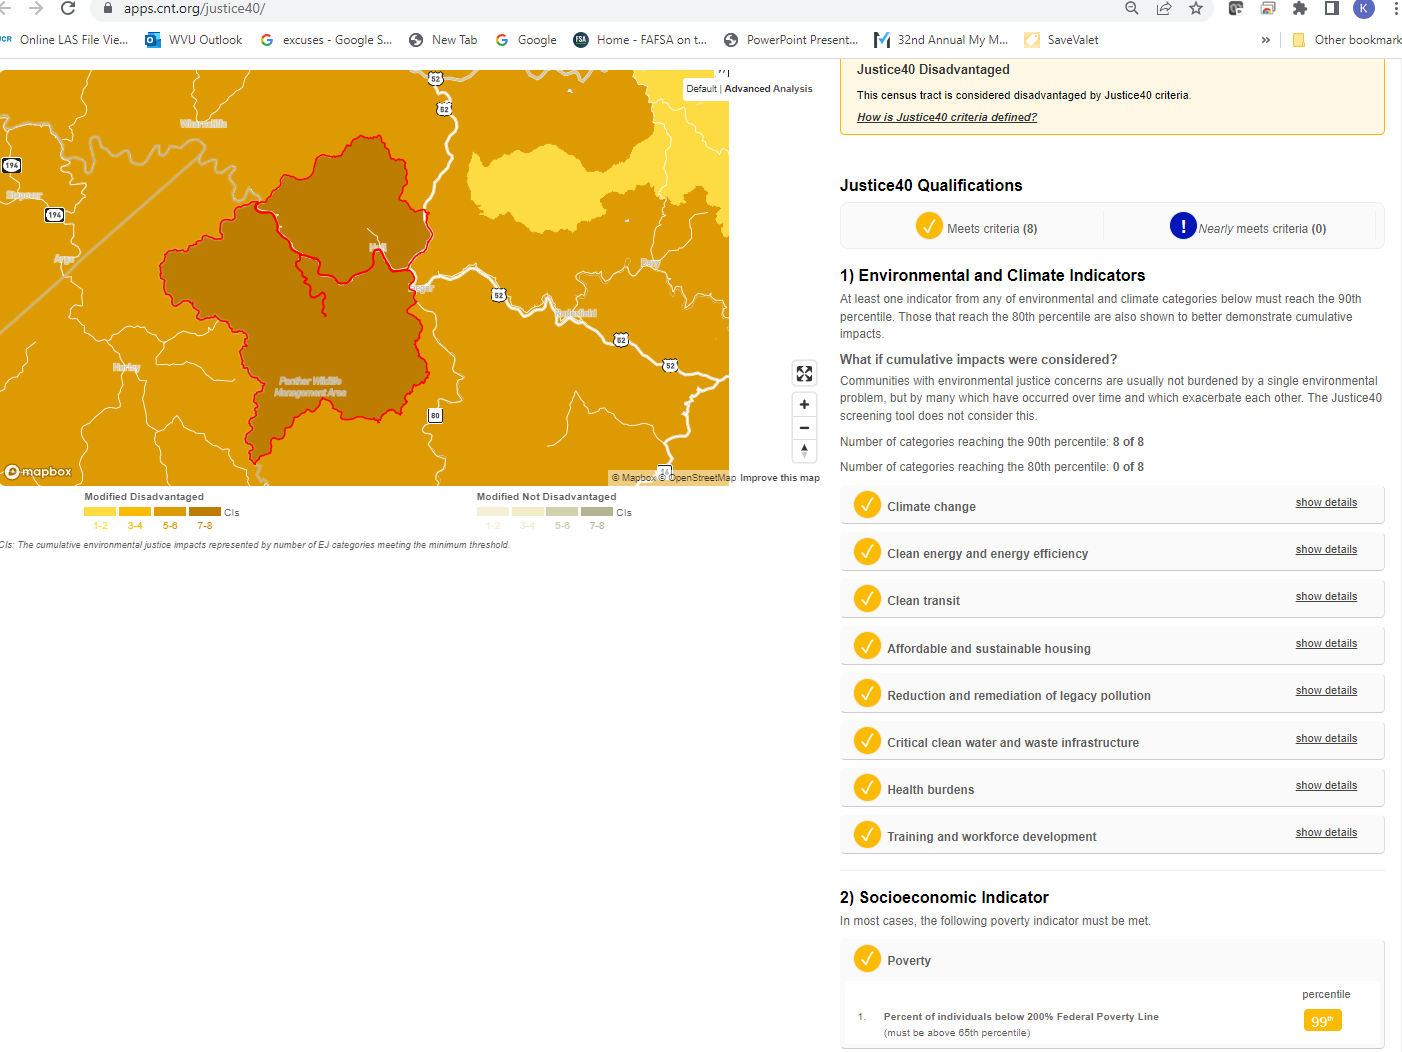 apps.cnt.org/justice40/
K
Online LAS File Vie...
WVU Outlook
excuses - Google S...
New Tab
Google
FSA
Home - FAFSA on t...
PowerPoint Present...
32nd Annual My M...
SaveValet
»
Other bookmark
Default | Advanced Analysis
52
52
194
194
52
52
52
80
Wharncliffe
Argo
Hurley
Panther Wildlife
Management Area
mapbox
© Mapbox © OpenStreetMap Improve this map
Modified Disadvantaged
CIs
1-2 3-4 5-6 7-8
Modified Not Disadvantaged
CIs
1-2 3-4 5-6 7-8
CIs: The cumulative environmental justice impacts represented by number of EJ categories meeting the minimum threshold.
Justice40 Disadvantaged
This census tract is considered disadvantaged by Justice40 criteria.
How is Justice40 criteria defined?
Justice40 Qualifications
Meets criteria (8)
! Nearly meets criteria (0)
1) Environmental and Climate Indicators
At least one indicator from any of environmental and climate categories below must reach the 90th
percentile. Those that reach the 80th percentile are also shown to better demonstrate cumulative
impacts.
What if cumulative impacts were considered?
Communities with environmental justice concerns are usually not burdened by a single environmental
problem, but by many which have occurred over time and which exacerbate each other. The Justice40
screening tool does not consider this.
Number of categories reaching the 90th percentile: 8 of 8
Number of categories reaching the 80th percentile: 0 of 8
Climate change show details
Clean energy and energy efficiency show details
Clean transit show details
Affordable and sustainable housing show details
Reduction and remediation of legacy pollution show details
Critical clean water and waste infrastructure show details
Health burdens show details
Training and workforce development show details
2) Socioeconomic Indicator
In most cases, the following poverty indicator must be met.
Poverty
percentile
1. Percent of individuals below 200% Federal Poverty Line
99th
(must be above 65th percentile)